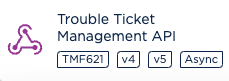 Trouble Ticket
Management API
TMF621 v4 v5 Async